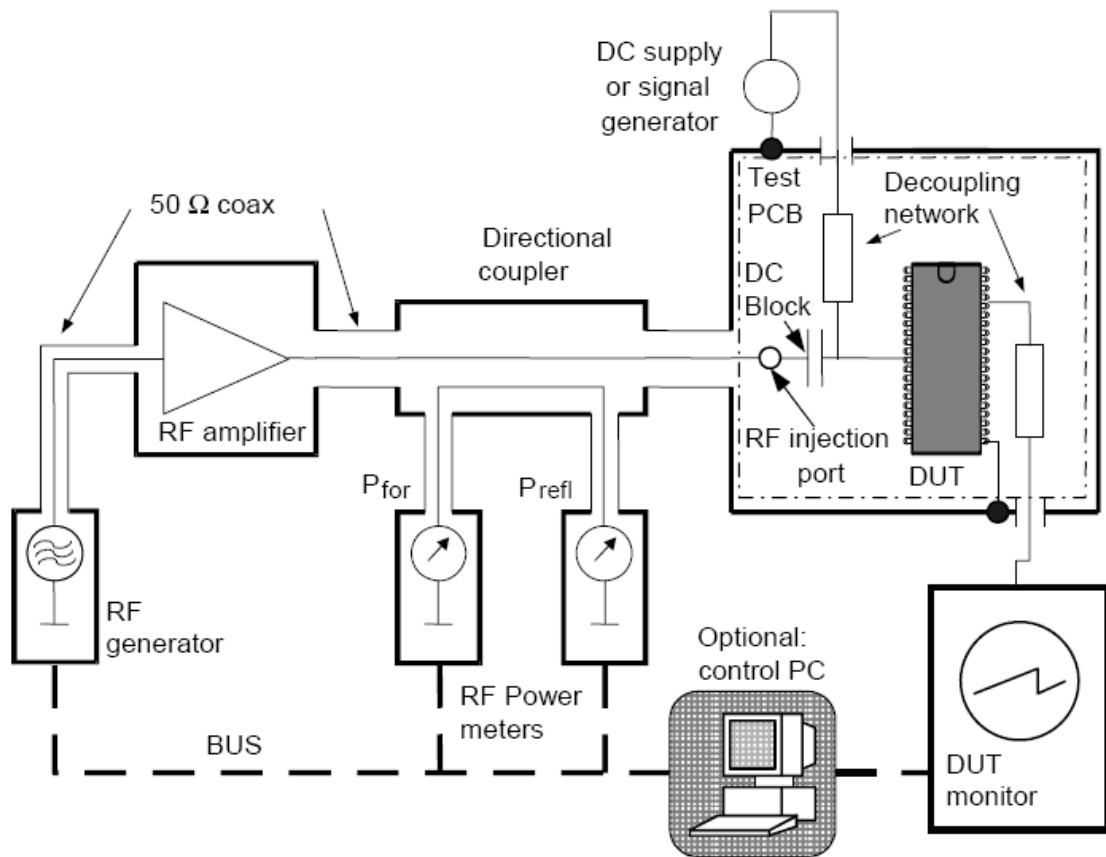 DC supply
or signal
generator
50 Ω coax
Directional
coupler
Test
PCB
Decoupling
network
DC
Block
RF amplifier
RF injection
port
DUT
Pfor
Prefl
RF
generator
RF Power
meters
Optional:
control PC
BUS
DUT
monitor